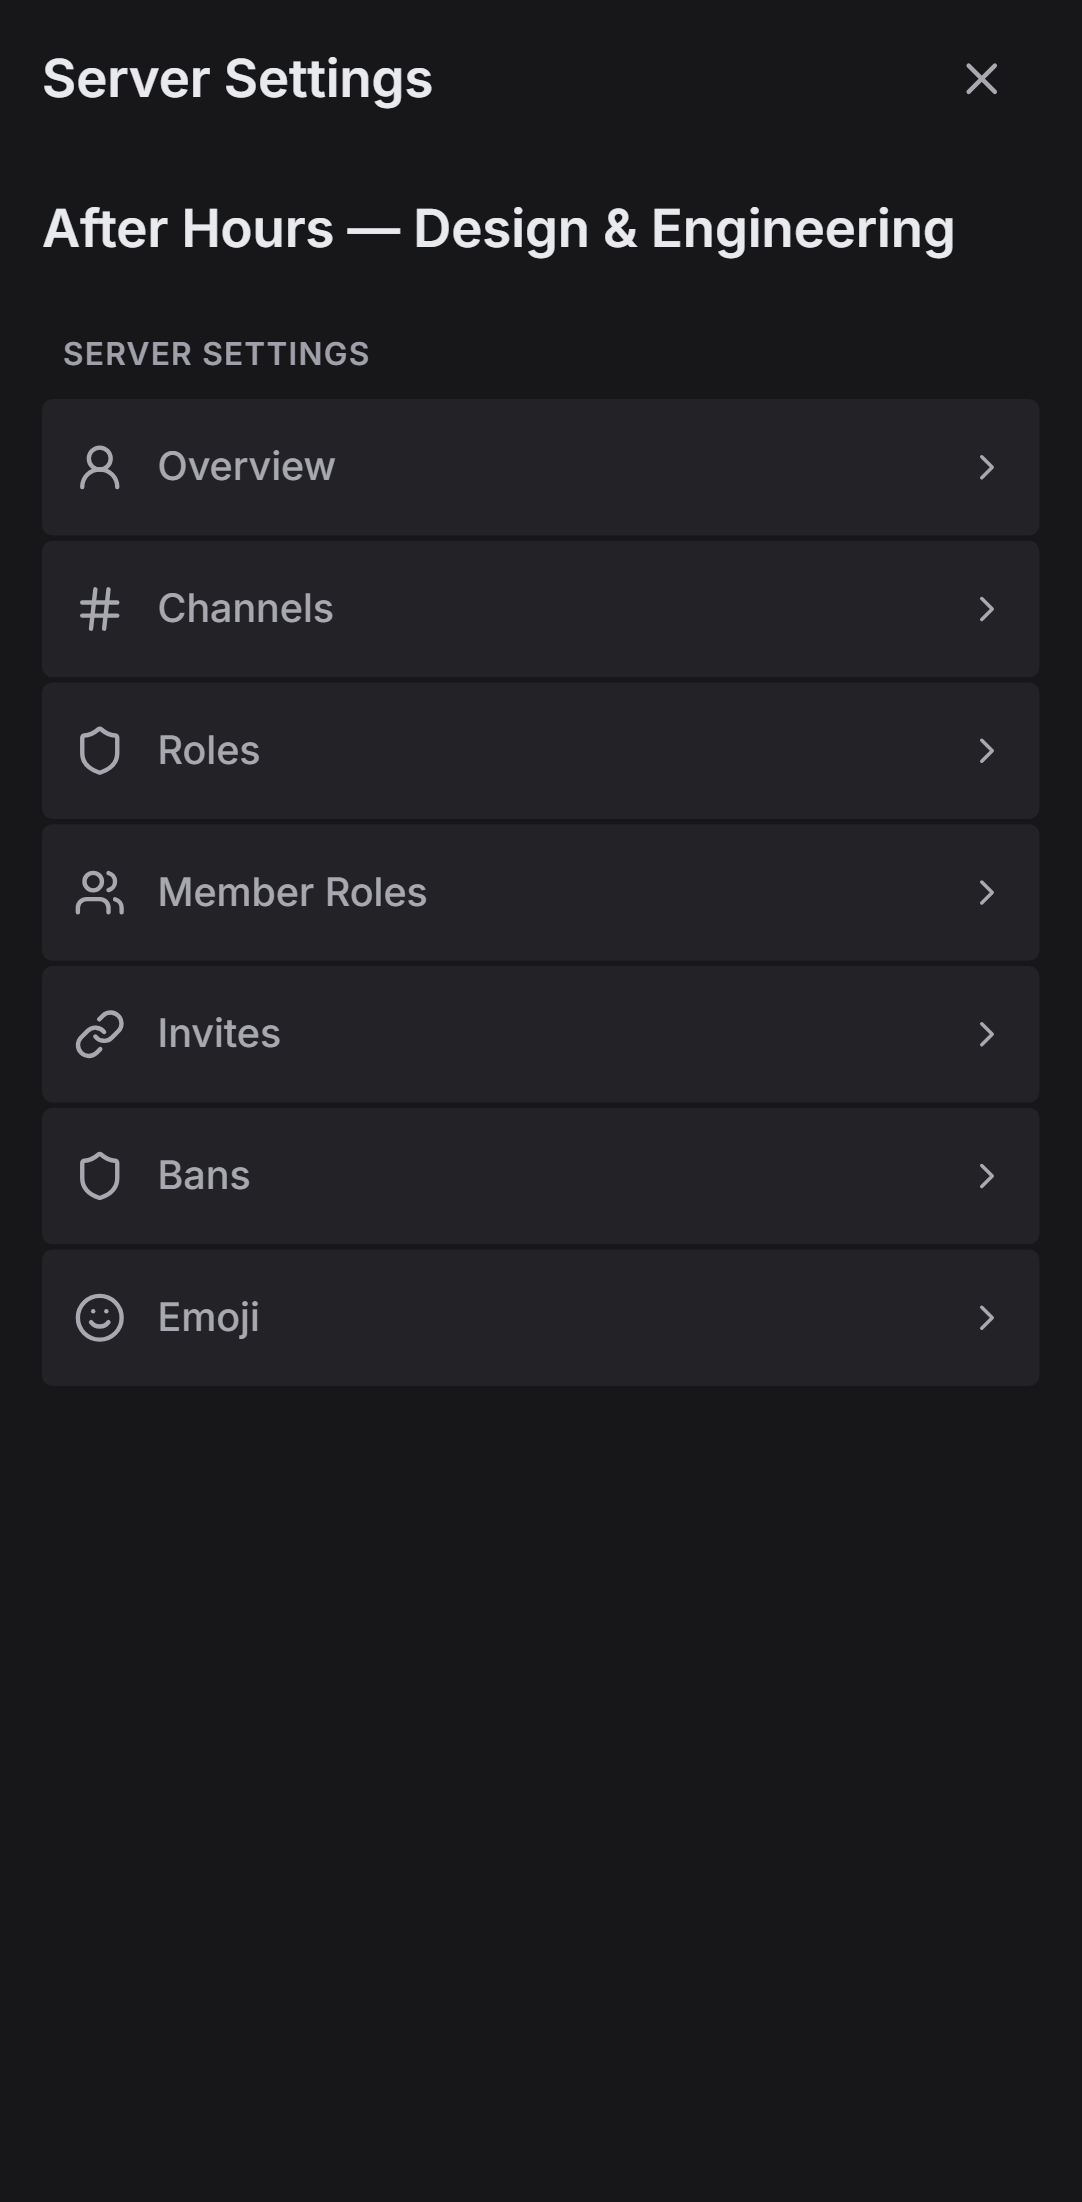 Server Settings
After Hours — Design & Engineering
SERVER SETTINGS
Overview
Channels
Roles
Member Roles
Invites
Bans
Emoji